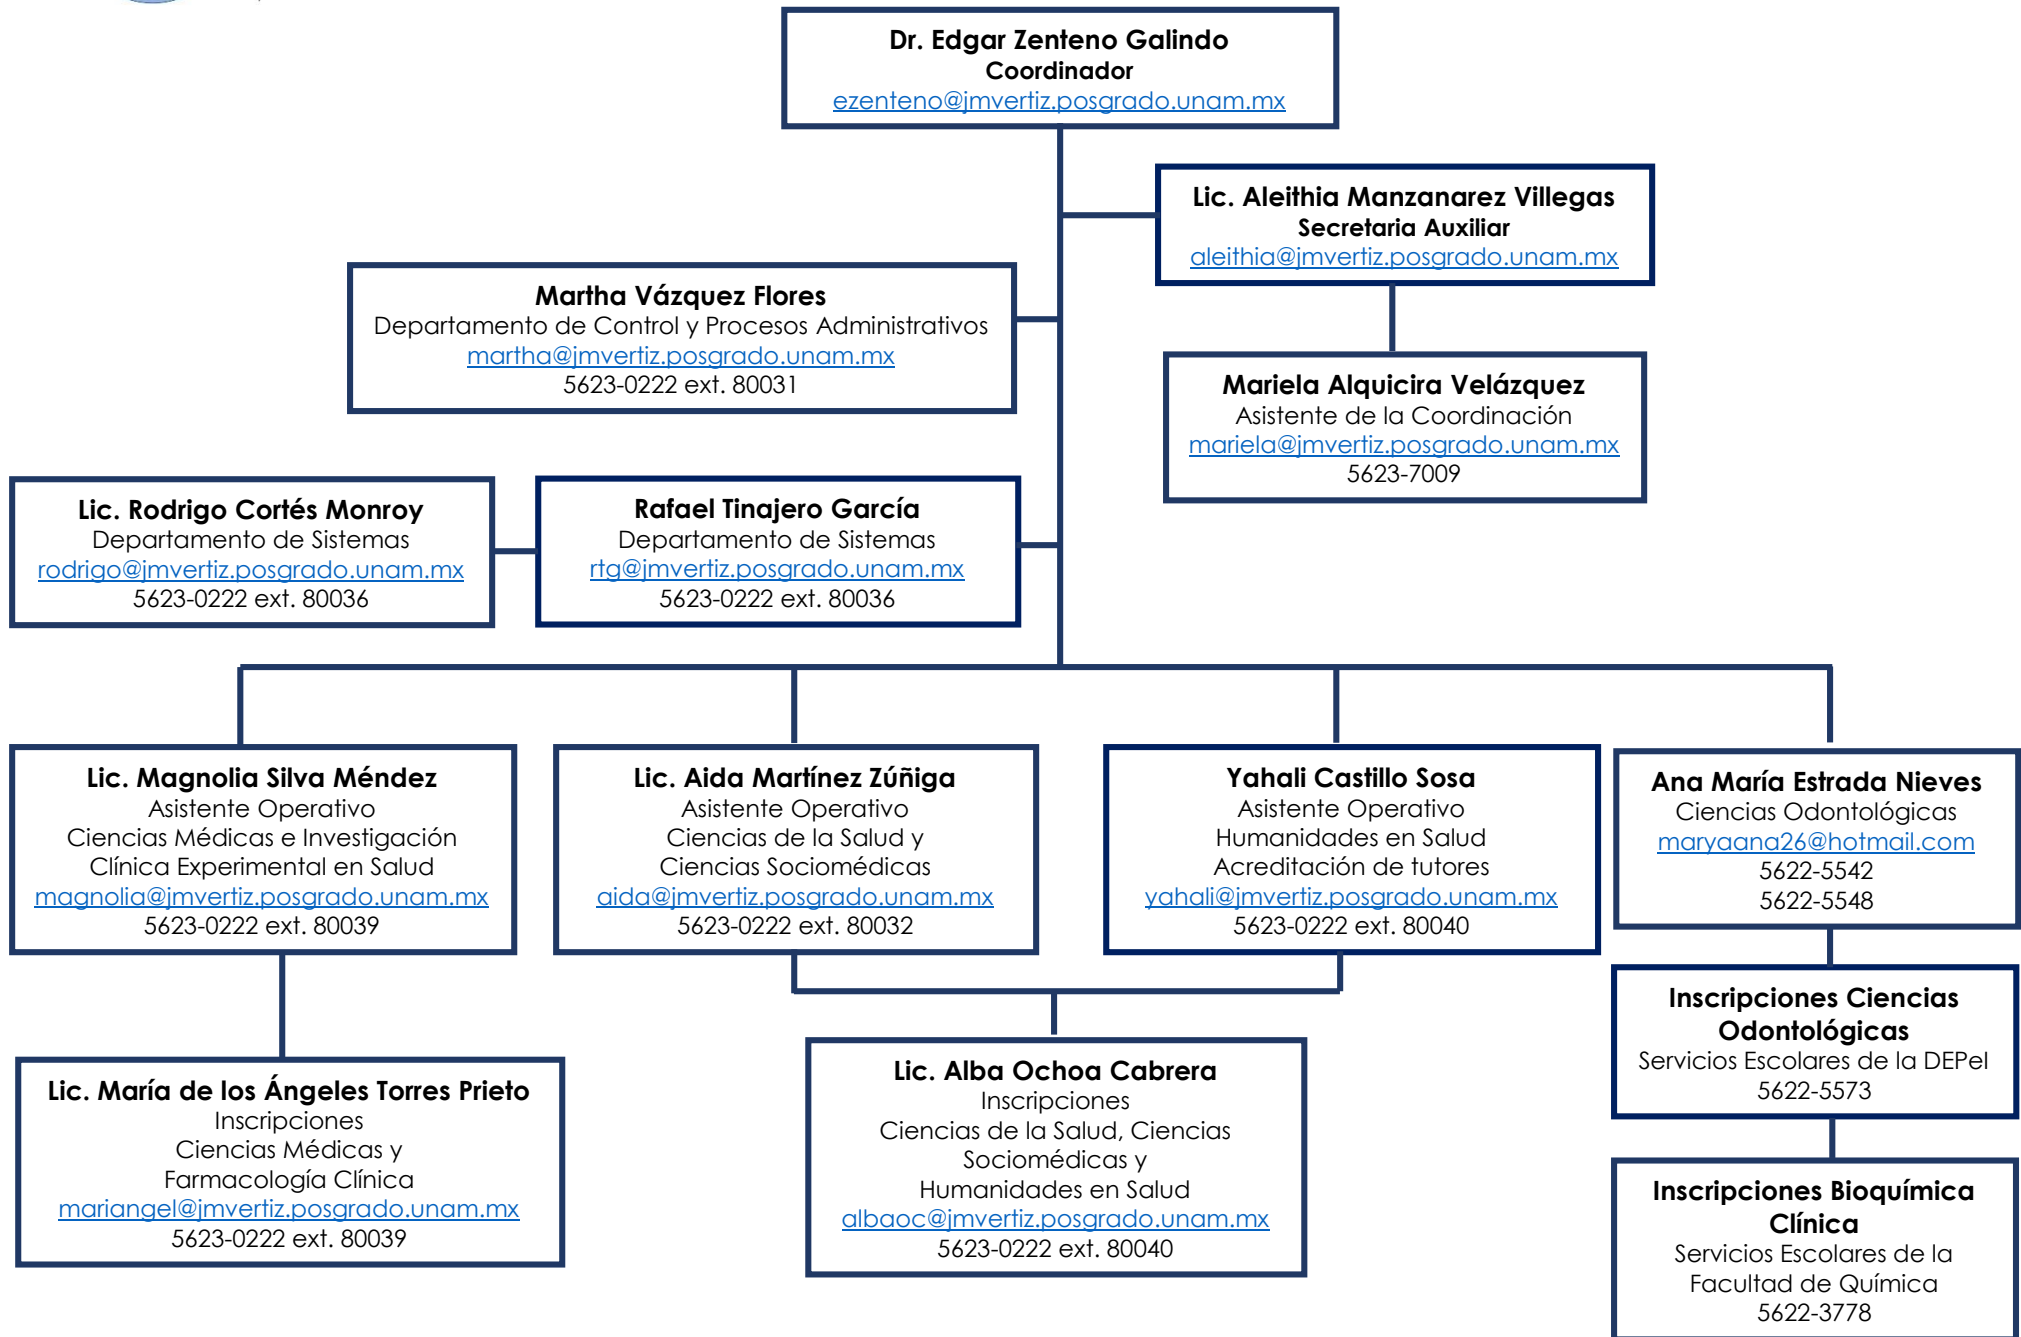 Dr. Edgar Zenteno Galindo
Coordinador
ezenteno@jmvertiz.posgrado.unam.mx
Lic. Aleithia Manzanarez Villegas
Secretaria Auxiliar
aleithia@jmvertiz.posgrado.unam.mx
Martha Vázquez Flores
Departamento de Control y Procesos Administrativos
martha@jmvertiz.posgrado.unam.mx
5623-0222 ext. 80031
Mariela Alquicira Velázquez
Asistente de la Coordinación
mariela@jmvertiz.posgrado.unam.mx
5623-7009
Lic. Rodrigo Cortés Monroy
Departamento de Sistemas
rodrigo@jmvertiz.posgrado.unam.mx
5623-0222 ext. 80036
Rafael Tinajero García
Departamento de Sistemas
rtg@jmvertiz.posgrado.unam.mx
5623-0222 ext. 80036
Lic. Magnolia Silva Méndez
Asistente Operativo
Ciencias Médicas e Investigación
Clínica Experimental en Salud
magnolia@jmvertiz.posgrado.unam.mx
5623-0222 ext. 80039
Lic. Aida Martínez Zúñiga
Asistente Operativo
Ciencias de la Salud y
Ciencias Sociomédicas
aida@jmvertiz.posgrado.unam.mx
5623-0222 ext. 80032
Yahali Castillo Sosa
Asistente Operativo
Humanidades en Salud
Acreditación de tutores
yahali@jmvertiz.posgrado.unam.mx
5623-0222 ext. 80040
Ana María Estrada Nieves
Ciencias Odontológicas
maryaana26@hotmail.com
5622-5542
5622-5548
Inscripciones Ciencias
Odontológicas
Servicios Escolares de la DEPeI
5622-5573
Lic. María de los Ángeles Torres Prieto
Inscripciones
Ciencias Médicas y
Farmacología Clínica
mariangel@jmvertiz.posgrado.unam.mx
5623-0222 ext. 80039
Lic. Alba Ochoa Cabrera
Inscripciones
Ciencias de la Salud, Ciencias
Sociomédicas y
Humanidades en Salud
albaoc@jmvertiz.posgrado.unam.mx
5623-0222 ext. 80040
Inscripciones Bioquímica
Clínica
Servicios Escolares de la
Facultad de Química
5622-3778